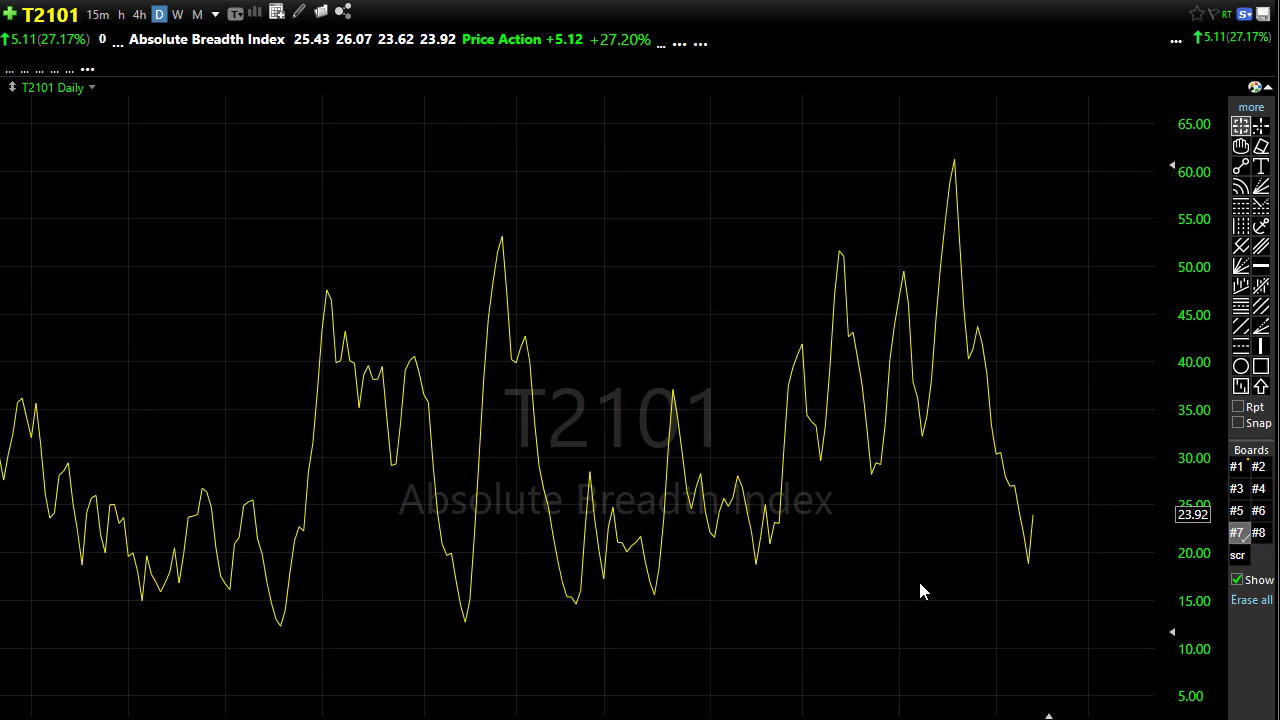 T2101 15m h 4h D W M RT S
5.11(27.17%) 0 ... Absolute Breadth Index 25.43 26.07 23.62 23.92 Price Action +5.12 +27.20% ... ... ... ... 5.11(27.17%)
... ... ... ... ... ...
T2101 Daily
more
65.00
60.00
55.00
50.00
45.00
40.00
35.00
30.00
25.00
23.92
20.00
15.00
10.00
5.00
T2101
Absolute Breadth Index
Rpt
Snap
Boards
#1 #2
#3 #4
#5 #6
#7 #8
scr
Show
Erase all